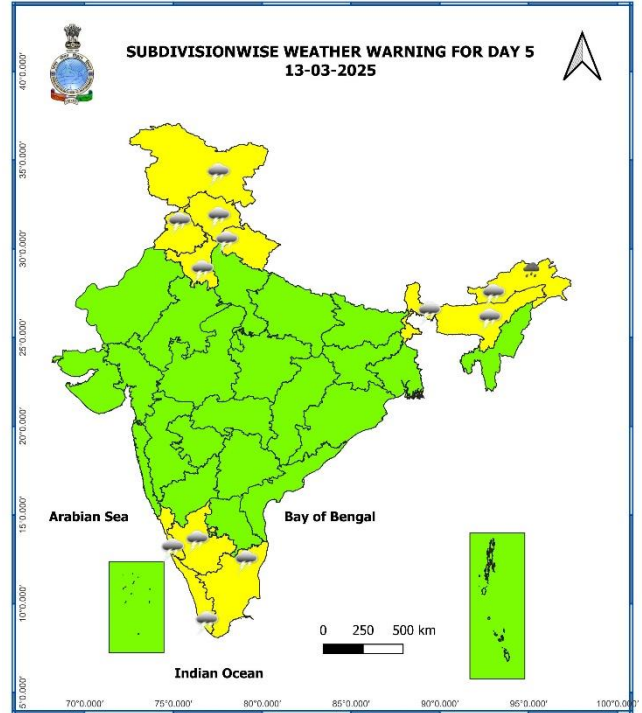 SUBDIVISIONWISE WEATHER WARNING FOR DAY 5
13-03-2025
40°0.000'
35°0.000'
30°0.000'
25°0.000'
20°0.000'
15°0.000'
10°0.000'
5°0.000'
Arabian Sea
Bay of Bengal
0 250 500 km
Indian Ocean
70°0.000' 75°0.000' 80°0.000' 85°0.000' 90°0.000' 95°0.000' 100°0.000'